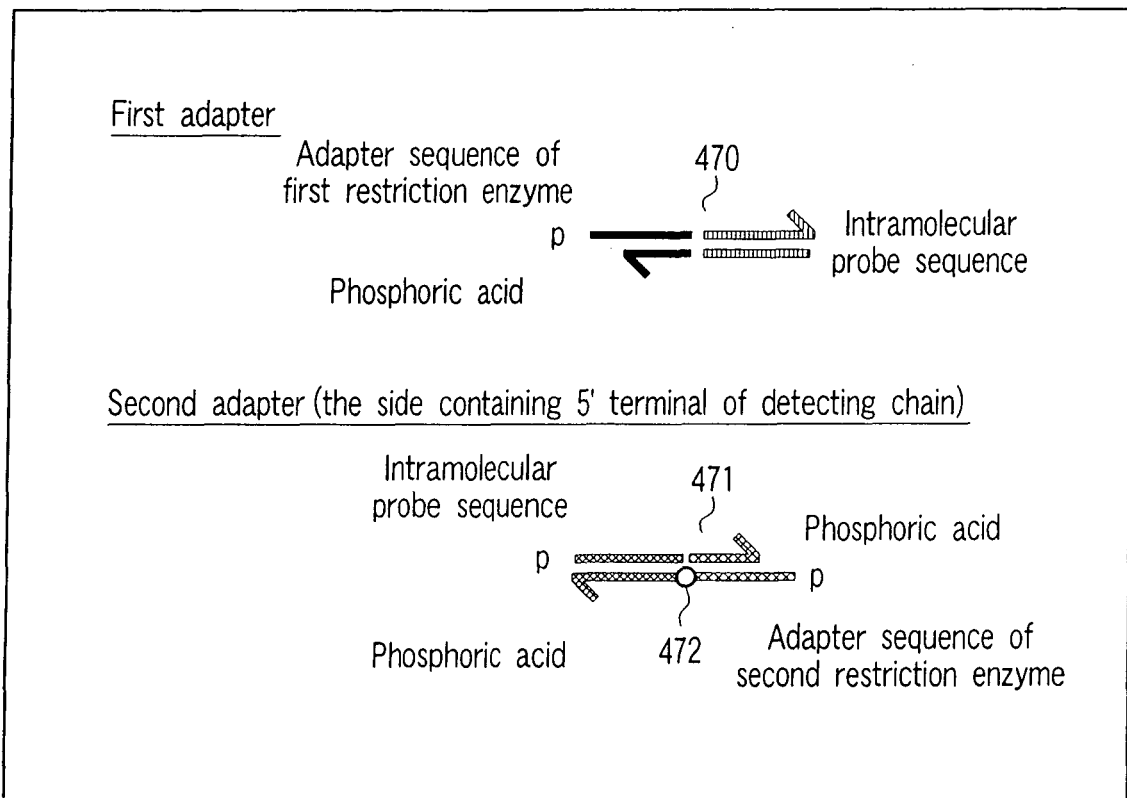 First adapter
Adapter sequence of
first restriction enzyme
470
p
Intramolecular
probe sequence
Phosphoric acid
Second adapter (the side containing 5' terminal of detecting chain)
Intramolecular
probe sequence
471
Phosphoric acid
p
p
Phosphoric acid
472
Adapter sequence of
second restriction enzyme